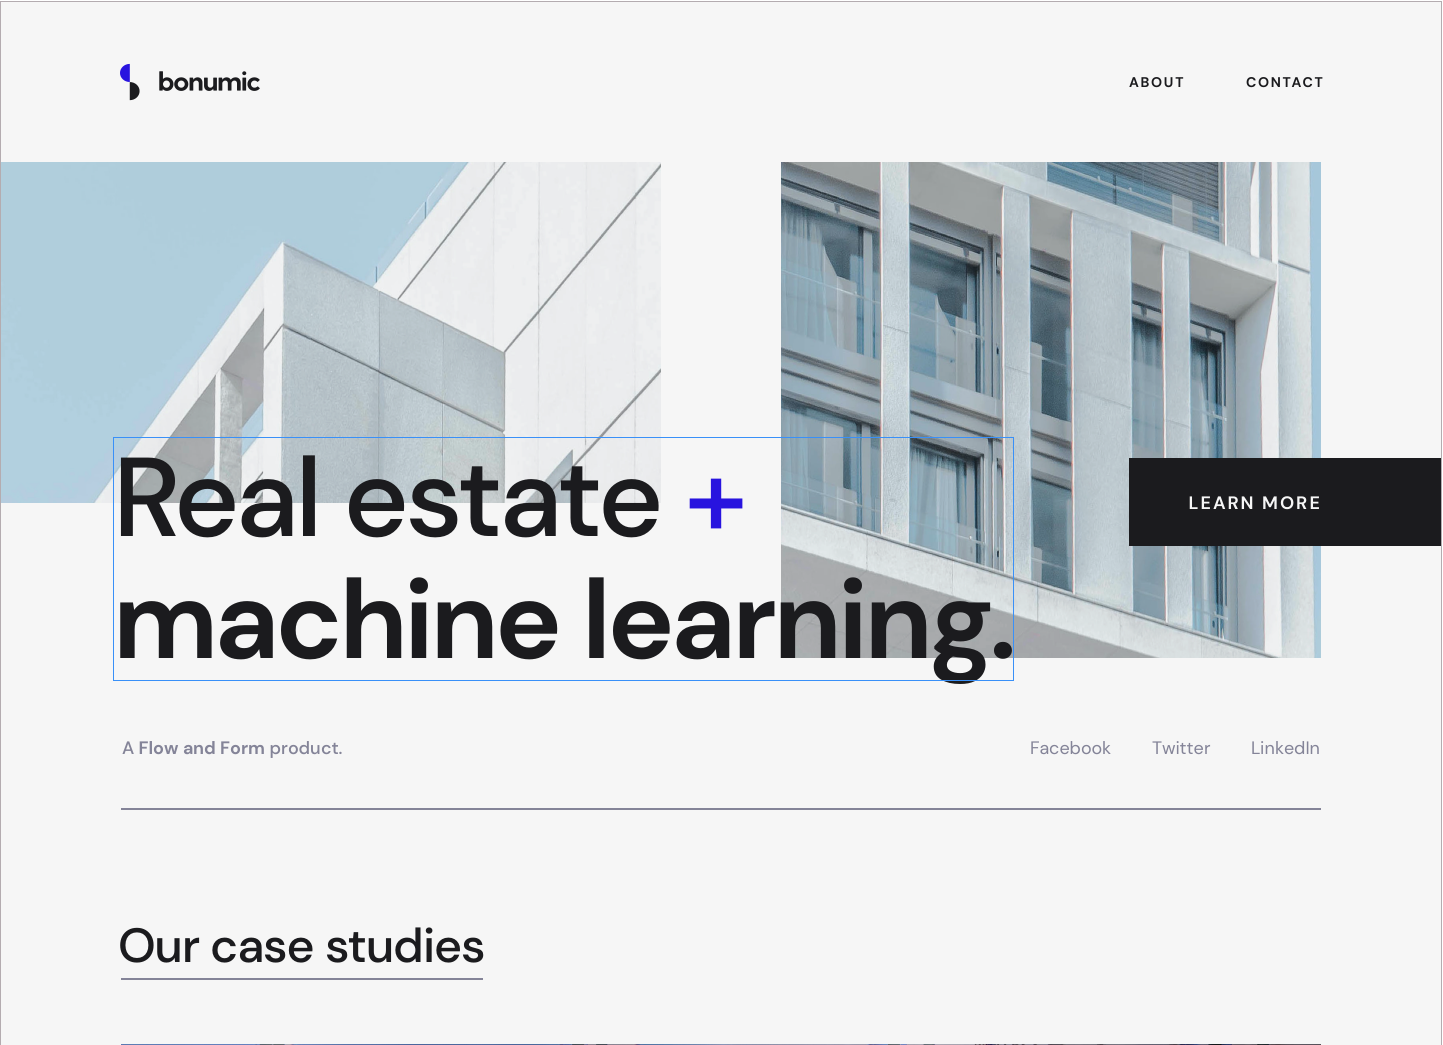 bonumic
ABOUT CONTACT
Real estate +
machine learning.
LEARN MORE
A Flow and Form product.
Facebook Twitter LinkedIn
Our case studies